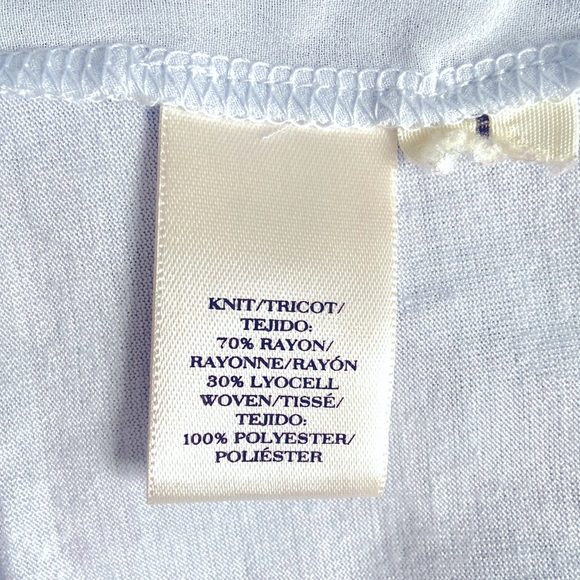 KNIT/TRICOT/
TEJIDO:
70% RAYON/
RAYONNE/RAYÓN
30% LYOCELL
WOVEN/TISSÉ/
TEJIDO:
100% POLYESTER/
POLIÉSTER